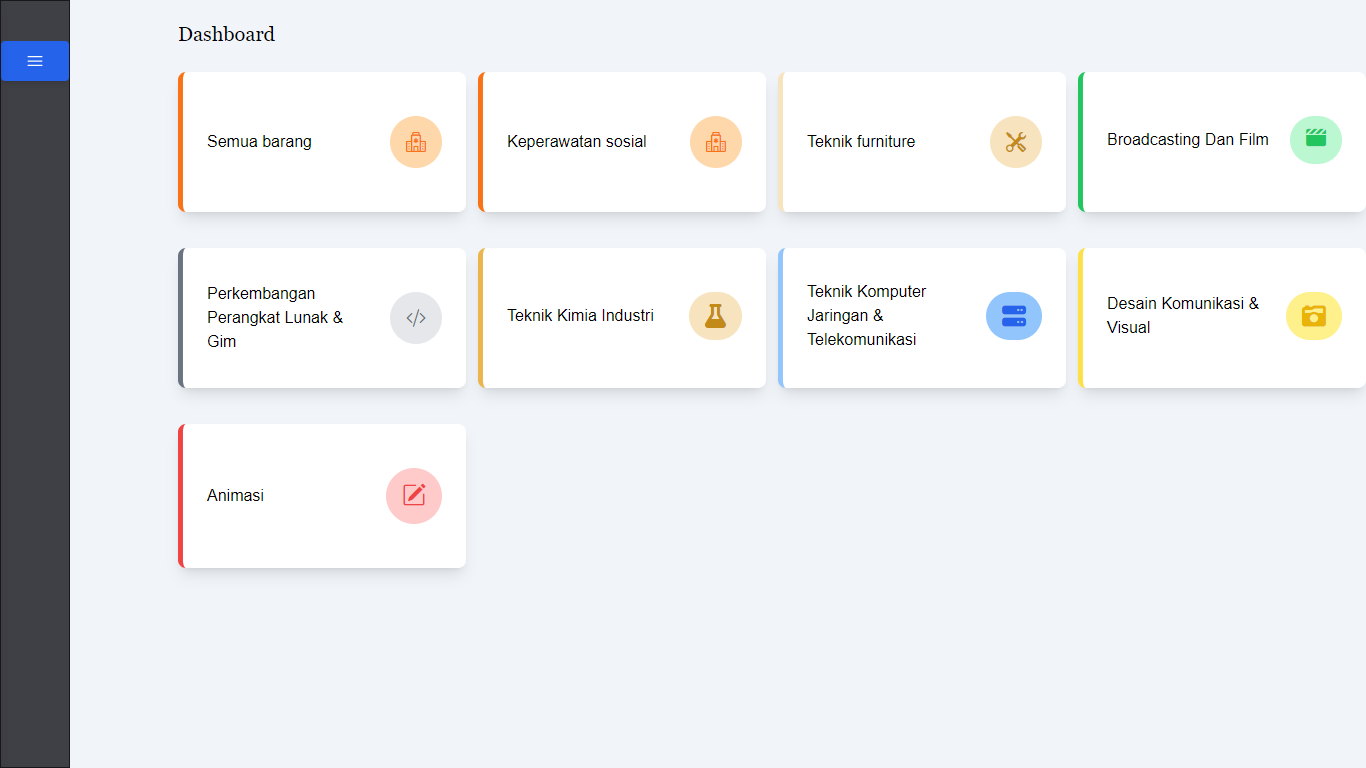 Dashboard
Semua barang
Keperawatan sosial
Teknik furniture
Broadcasting Dan Film
Perkembangan
Perangkat Lunak &
Gim
Teknik Kimia Industri
Teknik Komputer
Jaringan &
Telekomunikasi
Desain Komunikasi &
Visual
Animasi